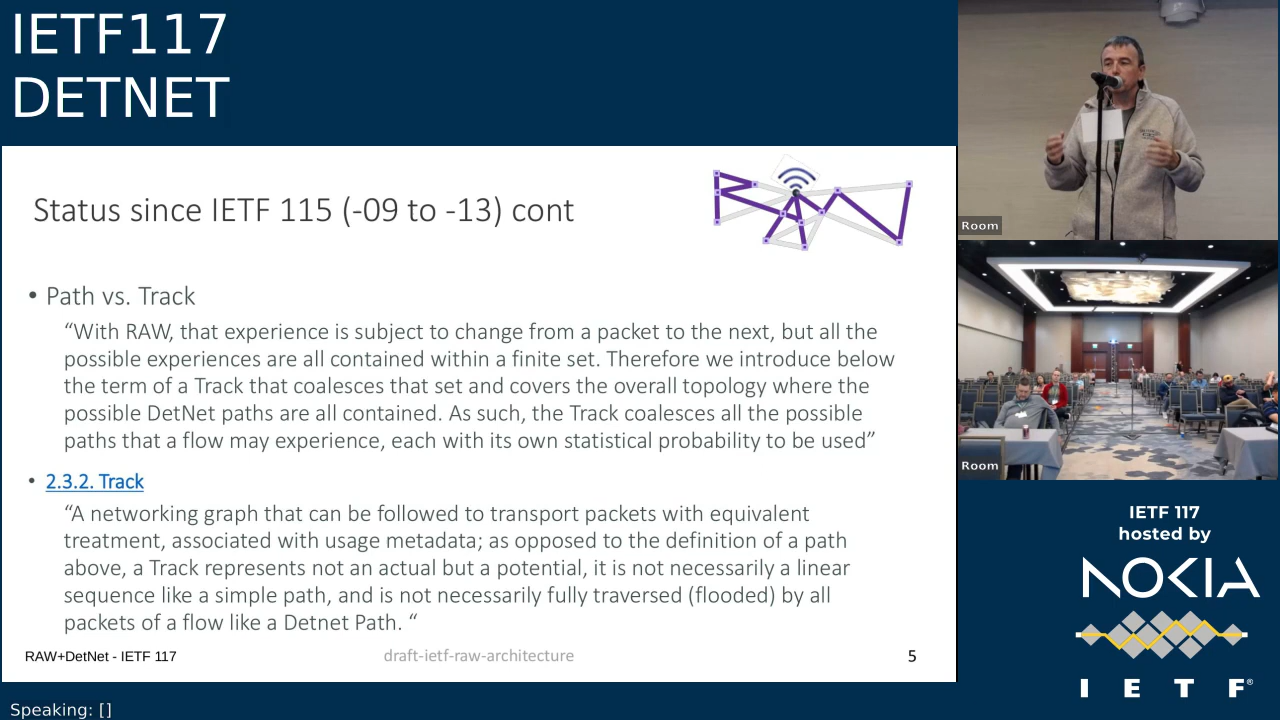 IETF117
DETNET
Status since IETF 115 (-09 to -13) cont
• Path vs. Track
“With RAW, that experience is subject to change from a packet to the next, but all the
possible experiences are all contained within a finite set. Therefore we introduce below
the term of a Track that coalesces that set and covers the overall topology where the
possible DetNet paths are all contained. As such, the Track coalesces all the possible
paths that a flow may experience, each with its own statistical probability to be used”
• 2.3.2. Track
“A networking graph that can be followed to transport packets with equivalent
treatment, associated with usage metadata; as opposed to the definition of a path
above, a Track represents not an actual but a potential, it is not necessarily a linear
sequence like a simple path, and is not necessarily fully traversed (flooded) by all
packets of a flow like a Detnet Path. “
RAW+DetNet - IETF 117
draft-ietf-raw-architecture
5
Speaking: []
Room
Room
IETF 117
hosted by
NOKIA
I E T F®